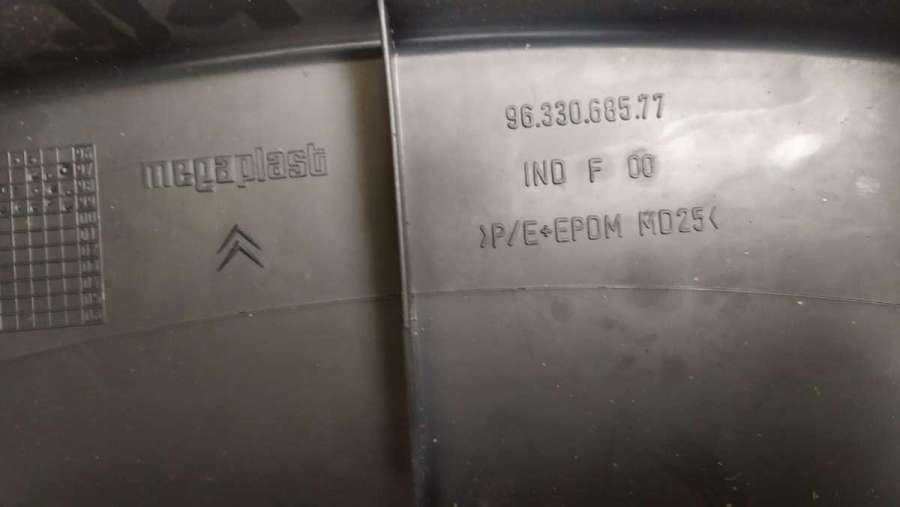 96.330.685.77
megaplast
IND F 00
>P/E+EPDM MD25<